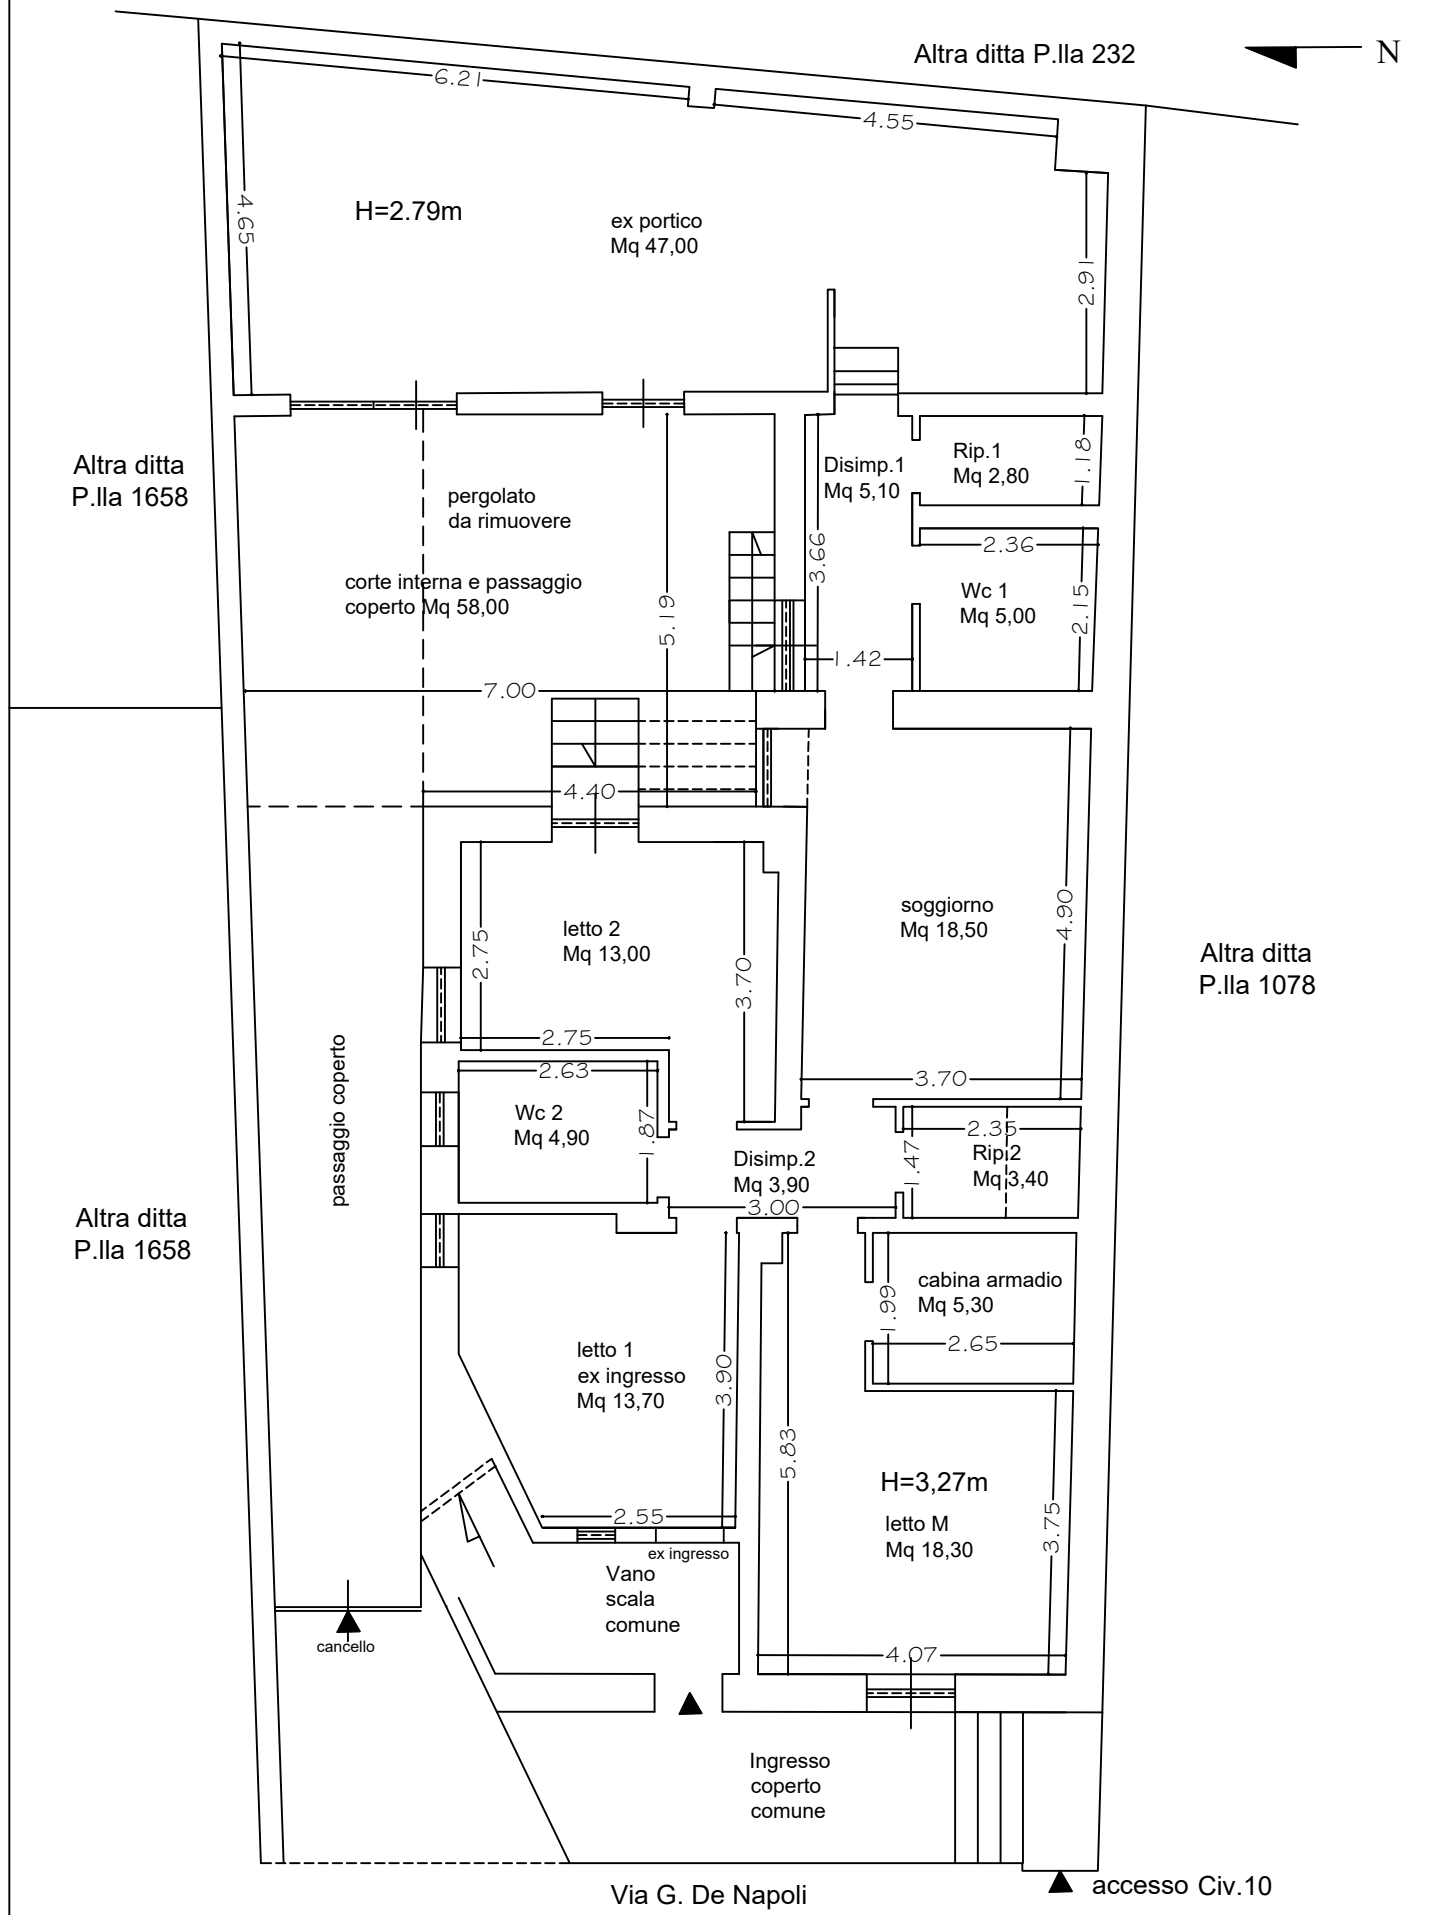 Altra ditta P.lla 232
N
6.21
4.55
4.65
H=2.79m
ex portico
Mq 47,00
2.91
Altra ditta
P.lla 1658
pergolato
da rimuovere
Disimp.1
Mq 5,10
Rip.1
Mq 2,80
1.18
3.66
2.36
corte interna e passaggio
coperto Mq 58,00
5.19
Wc 1
Mq 5,00
2.15
1.42
7.00
4.40
letto 2
Mq 13,00
2.75
3.70
soggiorno
Mq 18,50
4.90
Altra ditta
P.lla 1078
2.75
2.63
3.70
passaggio coperto
Wc 2
Mq 4,90
1.87
Disimp.2
Mq 3,90
3.00
1.47
2.35
Rip.2
Mq 3,40
Altra ditta
P.lla 1658
cabina armadio
Mq 5,30
1.99
2.65
letto 1
ex ingresso
Mq 13,70
3.90
5.83
H=3,27m
letto M
Mq 18,30
3.75
2.55
ex ingresso
Vano
scala
comune
4.07
cancello
Ingresso
coperto
comune
Via G. De Napoli
accesso Civ.10